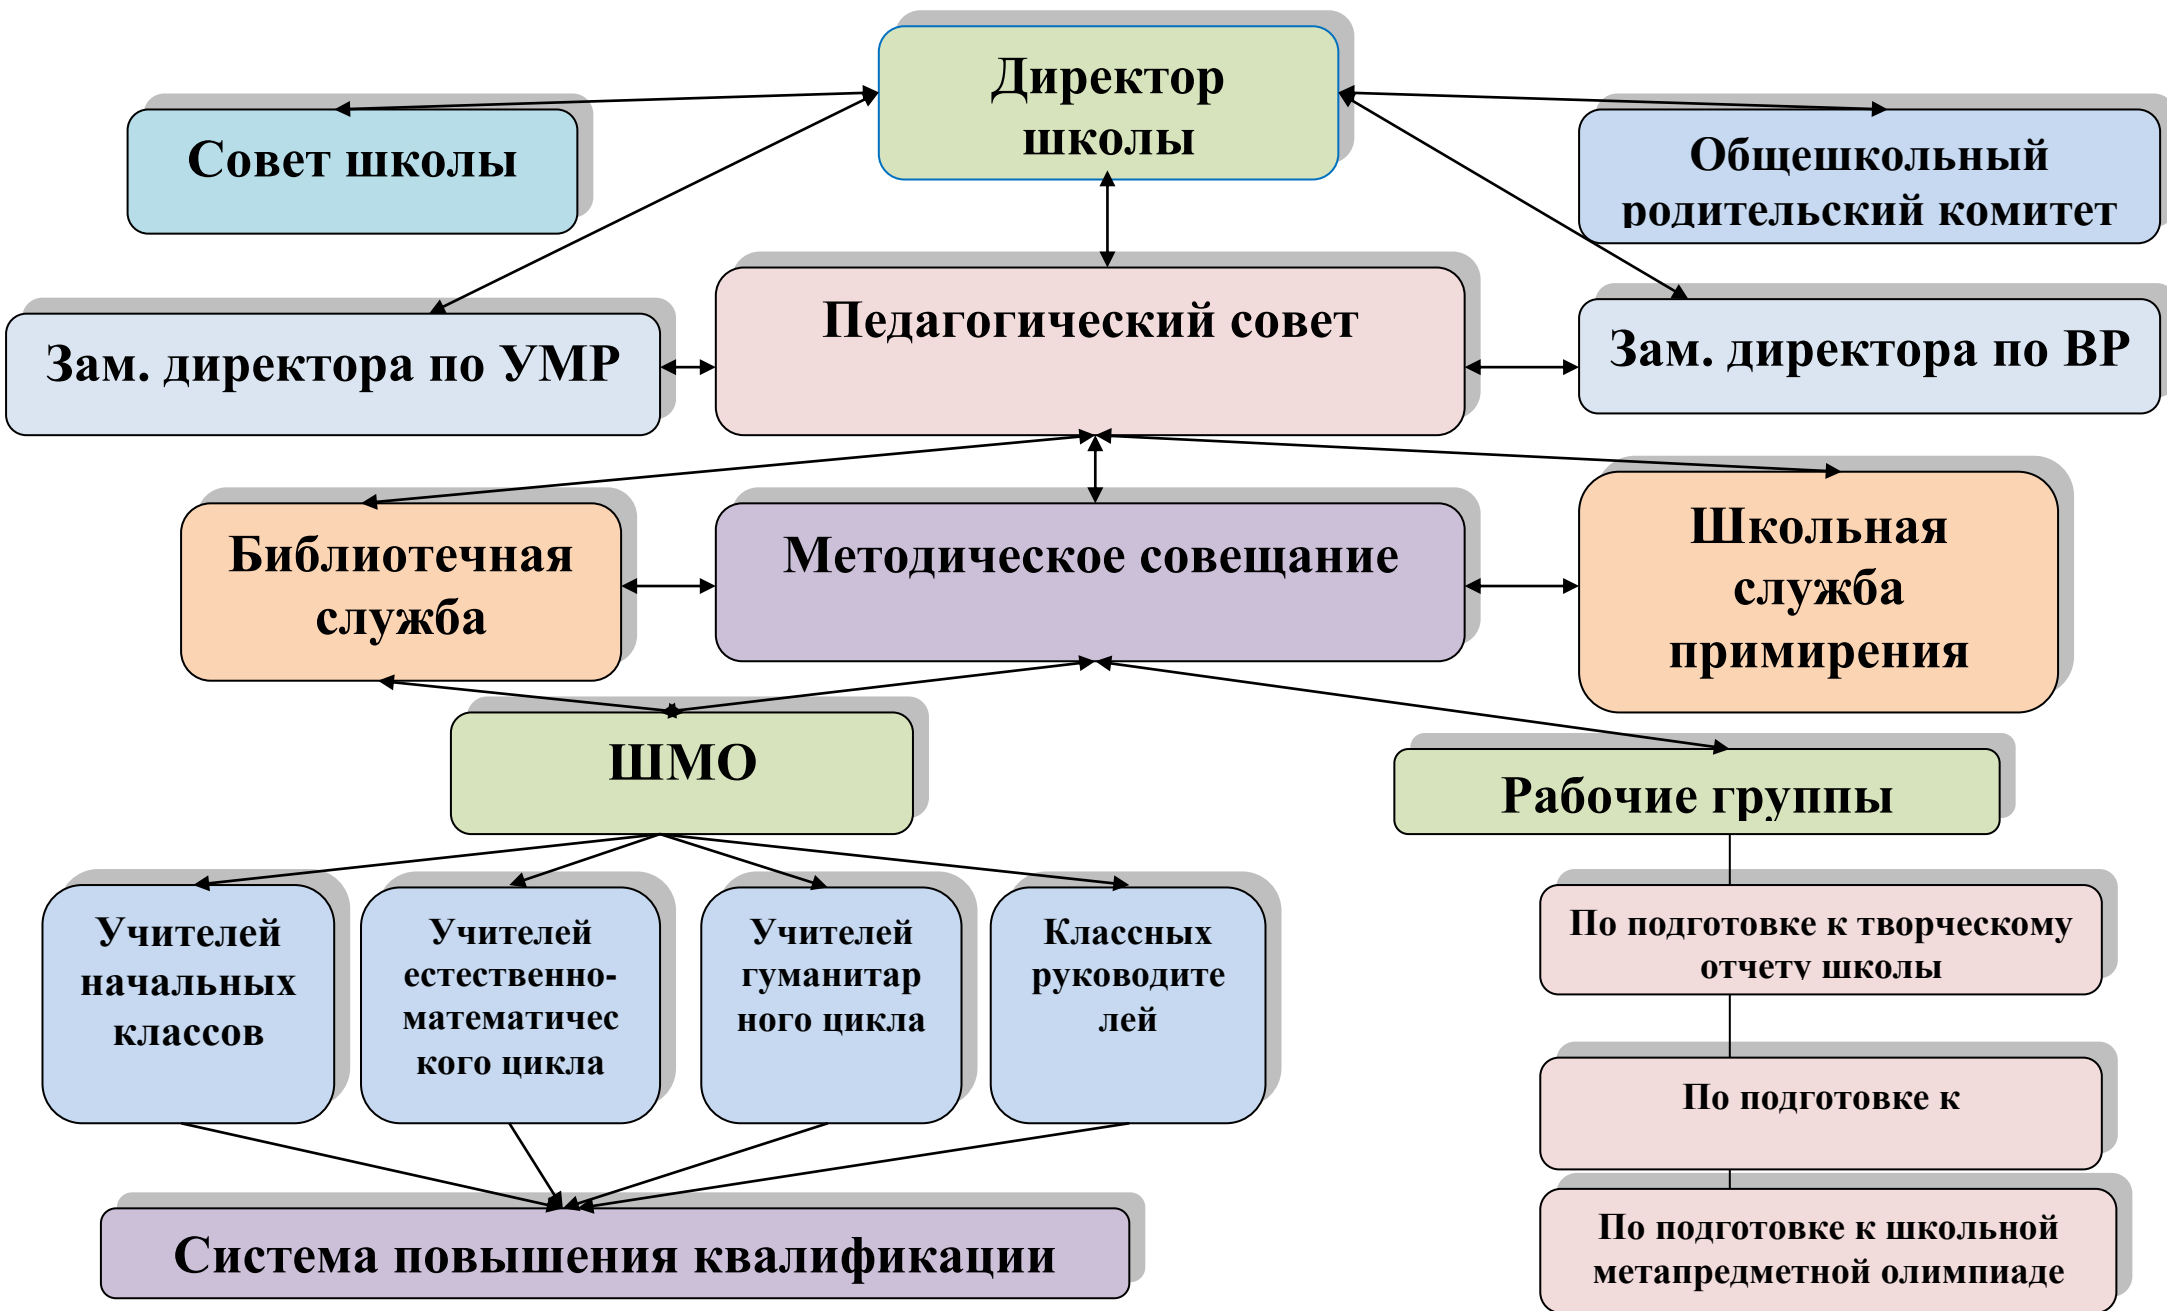 Директор
школы
Совет школы
Общешкольный
родительский комитет
Педагогический совет
Зам. директора по УМР
Зам. директора по ВР
Библиотечная
служба
Методическое совещание
Школьная
служба
примирения
ШМО
Рабочие группы
Учителей
начальных
классов
Учителей
естественно-
математичес
кого цикла
Учителей
гуманитар
ного цикла
Классных
руководите
лей
По подготовке к творческому
отчету школы
По подготовке к
По подготовке к школьной
метапредметной олимпиаде
Система повышения квалификации